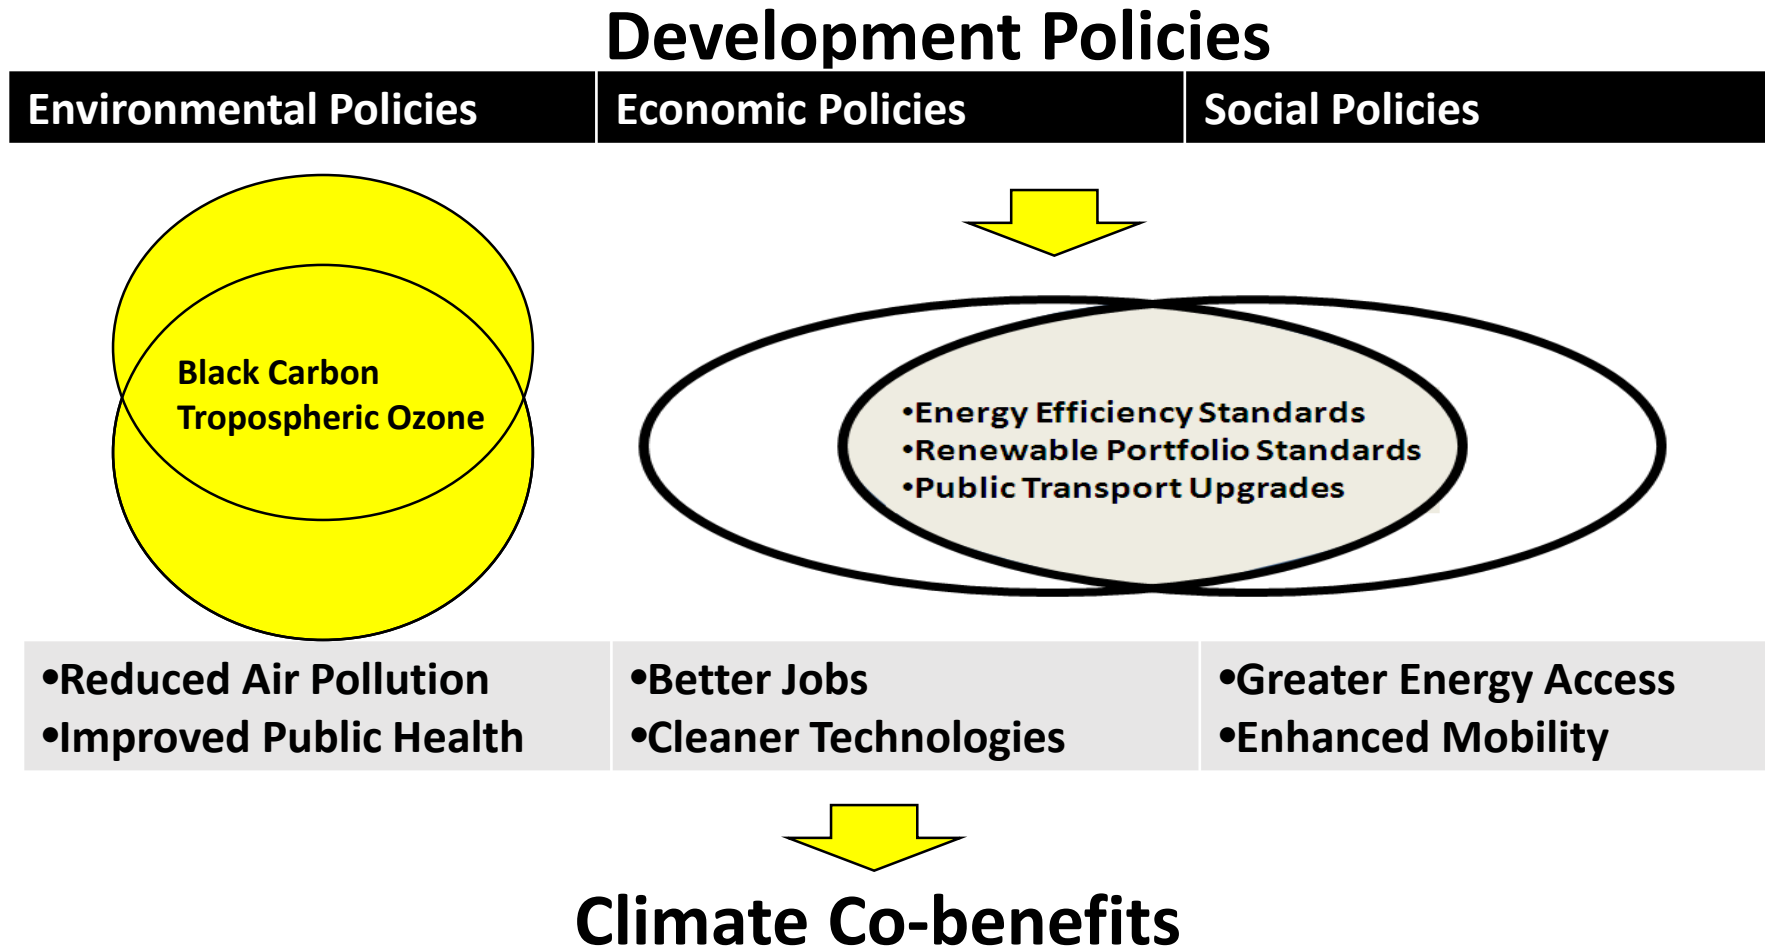 Development Policies
Environmental Policies
Economic Policies
Social Policies
Black Carbon
Tropospheric Ozone
•Energy Efficiency Standards
•Renewable Portfolio Standards
•Public Transport Upgrades
•Reduced Air Pollution
•Improved Public Health
•Better Jobs
•Cleaner Technologies
•Greater Energy Access
•Enhanced Mobility
Climate Co-benefits